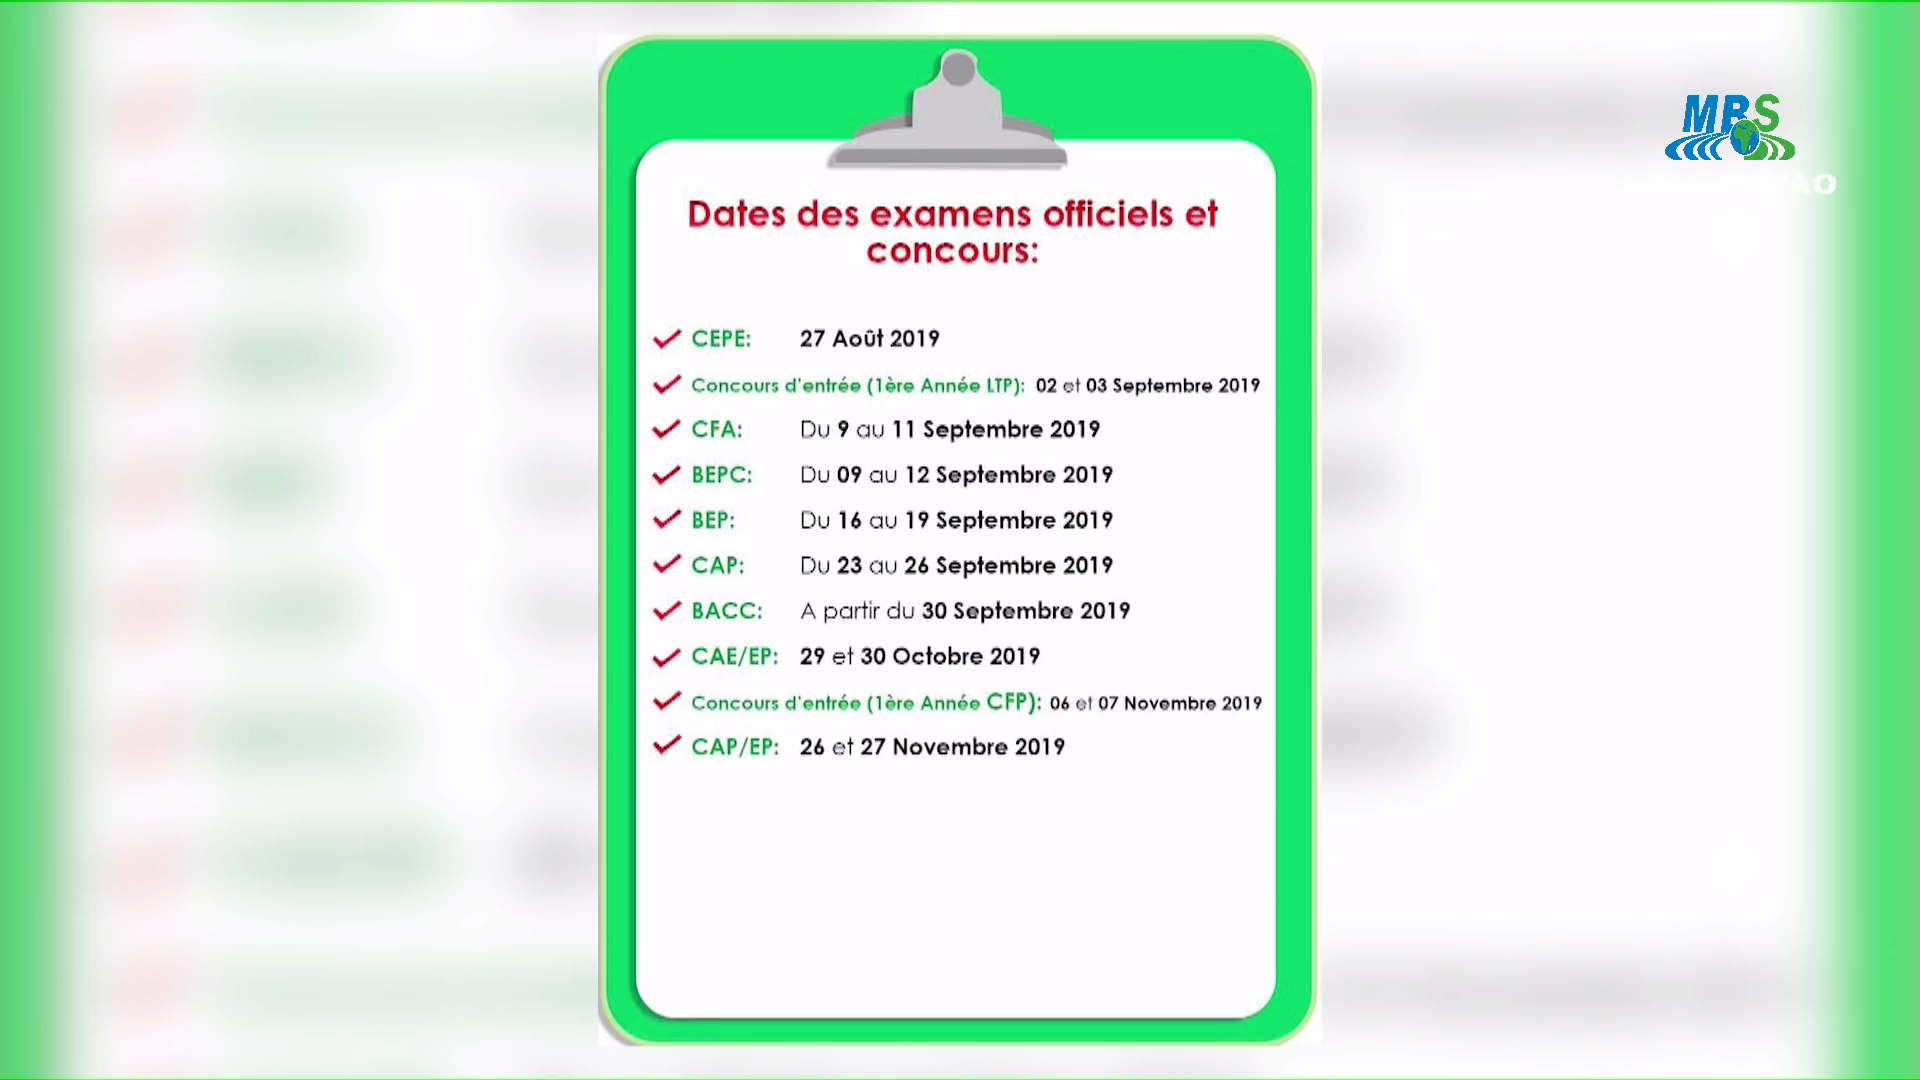 MBS
AO
Dates des examens officiels et
concours:
CEPE: 27 Août 2019
Concours d'entrée (1ère Année LTP): 02 et 03 Septembre 2019
CFA: Du 9 au 11 Septembre 2019
BEPC: Du 09 au 12 Septembre 2019
BEP: Du 16 au 19 Septembre 2019
CAP: Du 23 au 26 Septembre 2019
BACC: A partir du 30 Septembre 2019
CAE/EP: 29 et 30 Octobre 2019
Concours d'entrée (1ère Année CFP): 06 et 07 Novembre 2019
CAP/EP: 26 et 27 Novembre 2019